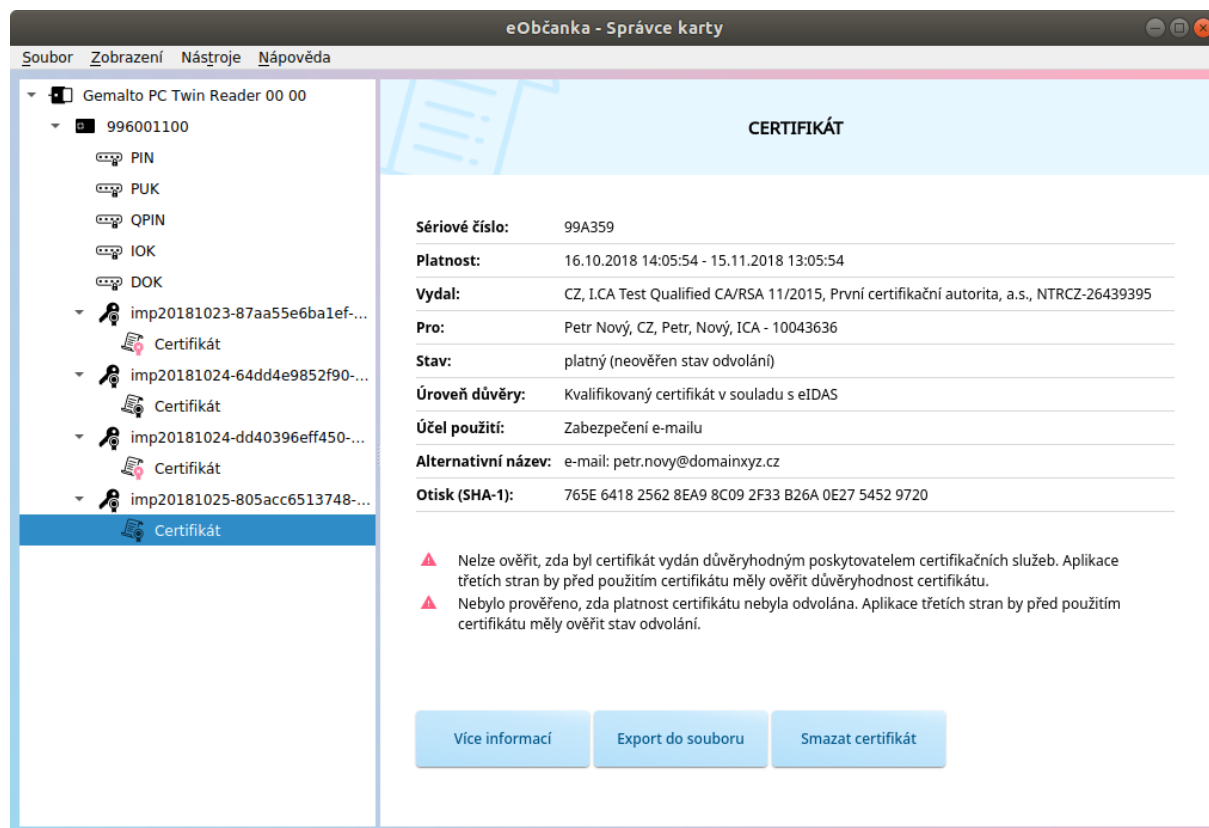 eObčanka - Správce karty
Soubor Zobrazení Nástroje Nápověda
Gemalto PC Twin Reader 00 00
996001100
PIN
PUK
QPIN
IOK
DOK
imp20181023-87aa55e6ba1ef-...
Certifikát
imp20181024-64dd4e9852f90-...
Certifikát
imp20181024-dd40396eff450-...
Certifikát
imp20181025-805acc6513748-...
Certifikát
CERTIFIKÁT
Sériové číslo: 99A359
Platnost: 16.10.2018 14:05:54 - 15.11.2018 13:05:54
Vydal: CZ, I.CA Test Qualified CA/RSA 11/2015, První certifikační autorita, a.s., NTRCZ-26439395
Pro: Petr Nový, CZ, Petr, Nový, ICA - 10043636
Stav: platný (neověřen stav odvolání)
Úroveň důvěry: Kvalifikovaný certifikát v souladu s eIDAS
Účel použití: Zabezpečení e-mailu
Alternativní název: e-mail: petr.novy@domainxyz.cz
Otisk (SHA-1): 765E 6418 2562 8EA9 8C09 2F33 B26A 0E27 5452 9720
Nelze ověřit, zda byl certifikát vydán důvěryhodným poskytovatelem certifikačních služeb. Aplikace
třetích stran by před použitím certifikátu měly ověřit důvěryhodnost certifikátu.
Nebylo prověřeno, zda platnost certifikátu nebyla odvolána. Aplikace třetích stran by před použitím
certifikátu měly ověřit stav odvolání.
Více informací Export do souboru Smazat certifikát